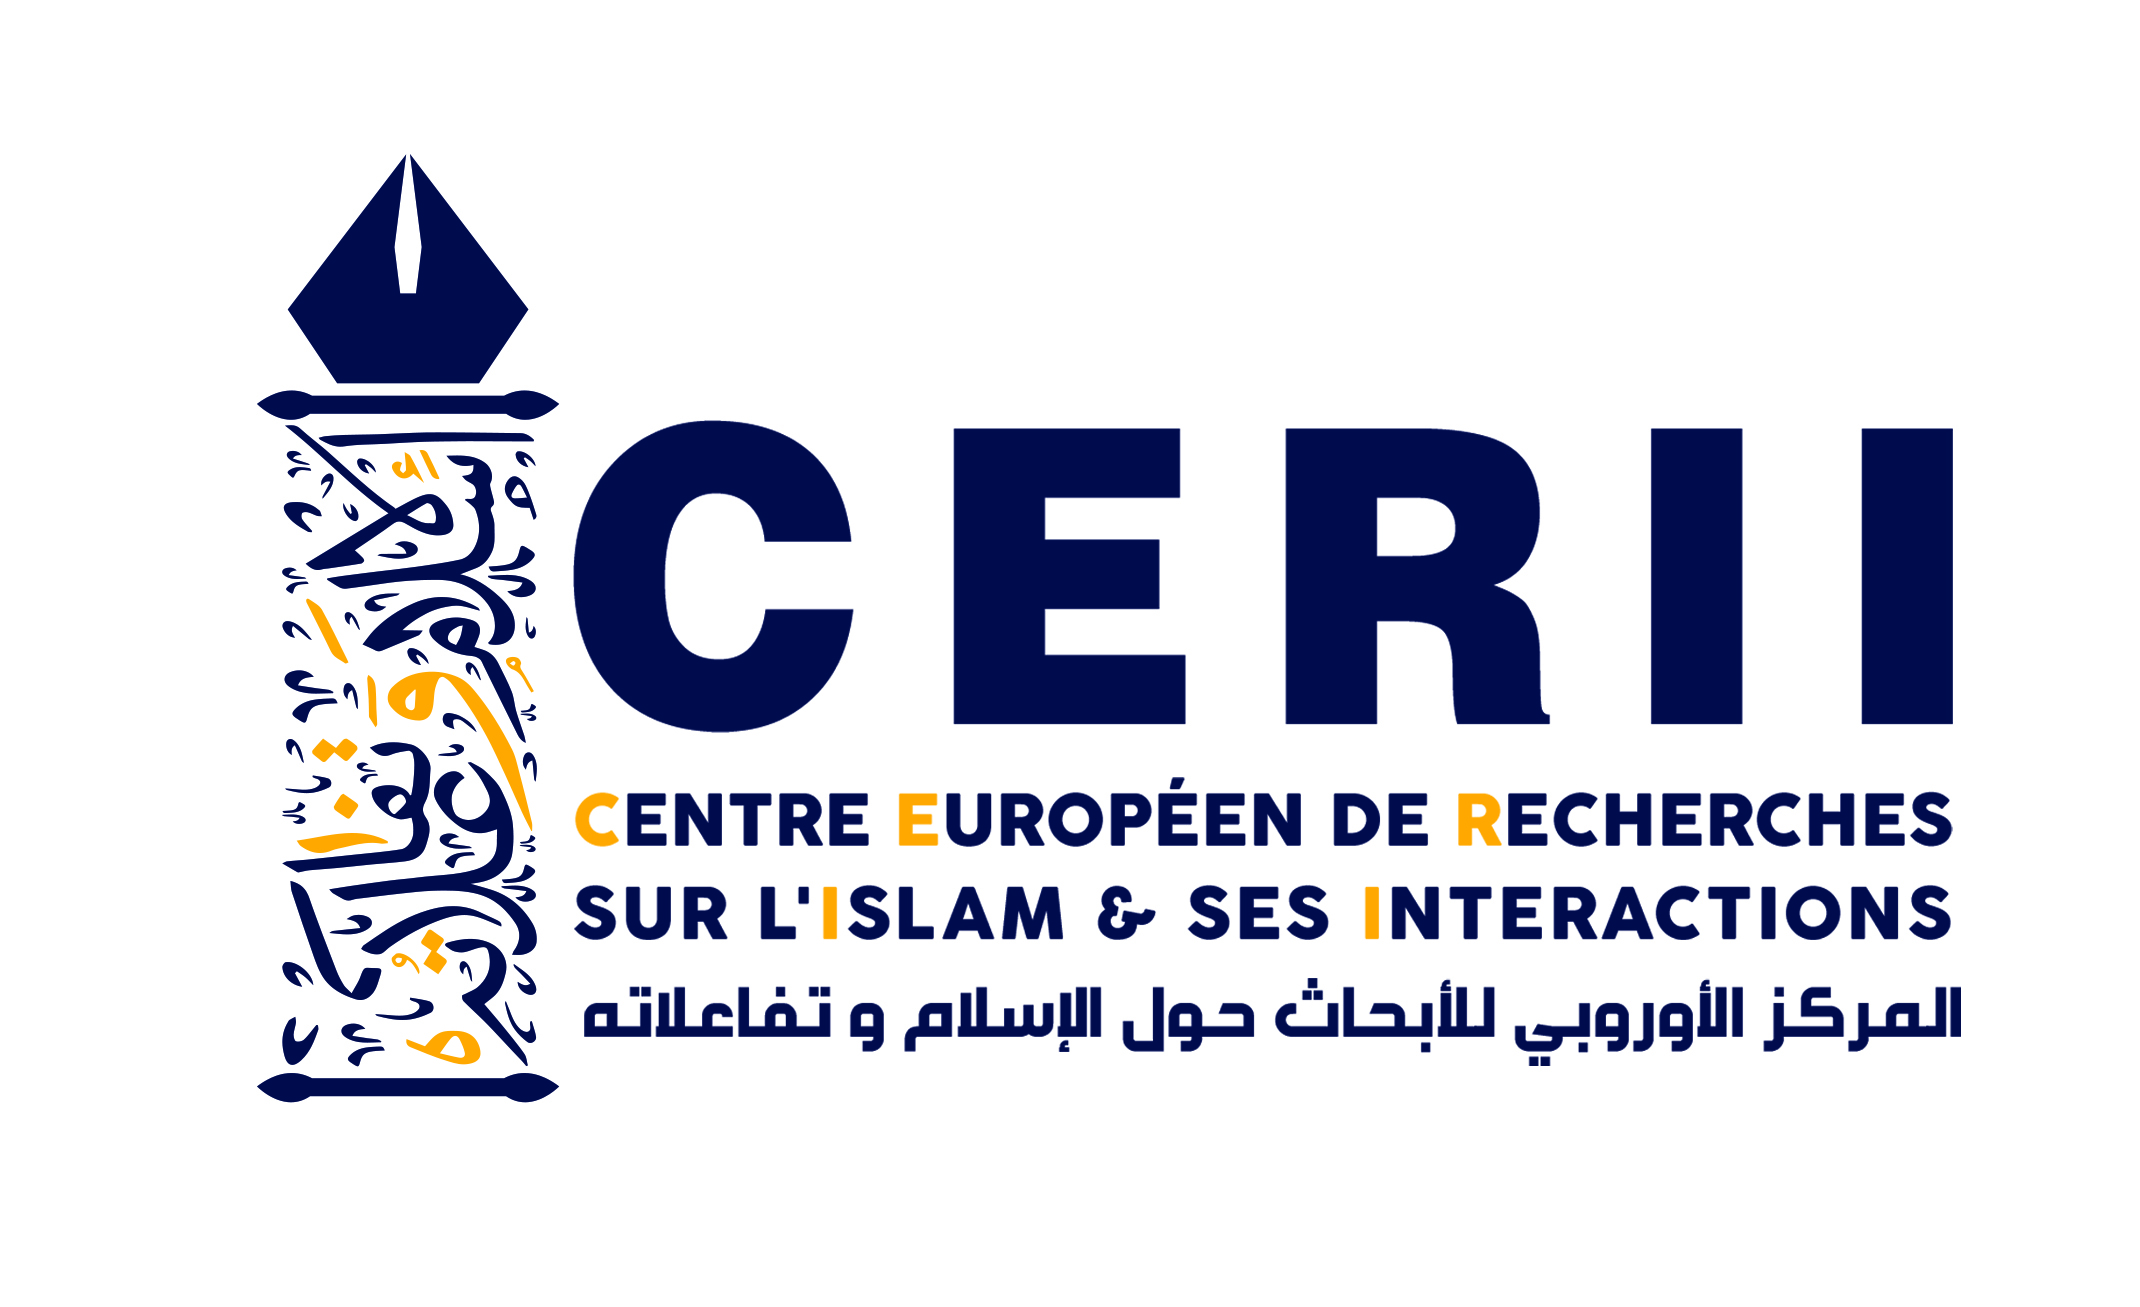 CERII
CENTRE EUROPÉEN DE RECHERCHES
SUR L'ISLAM & SES INTERACTIONS
المركز الأوروبي للأبحاث حول الإسلام و تفاعلاته